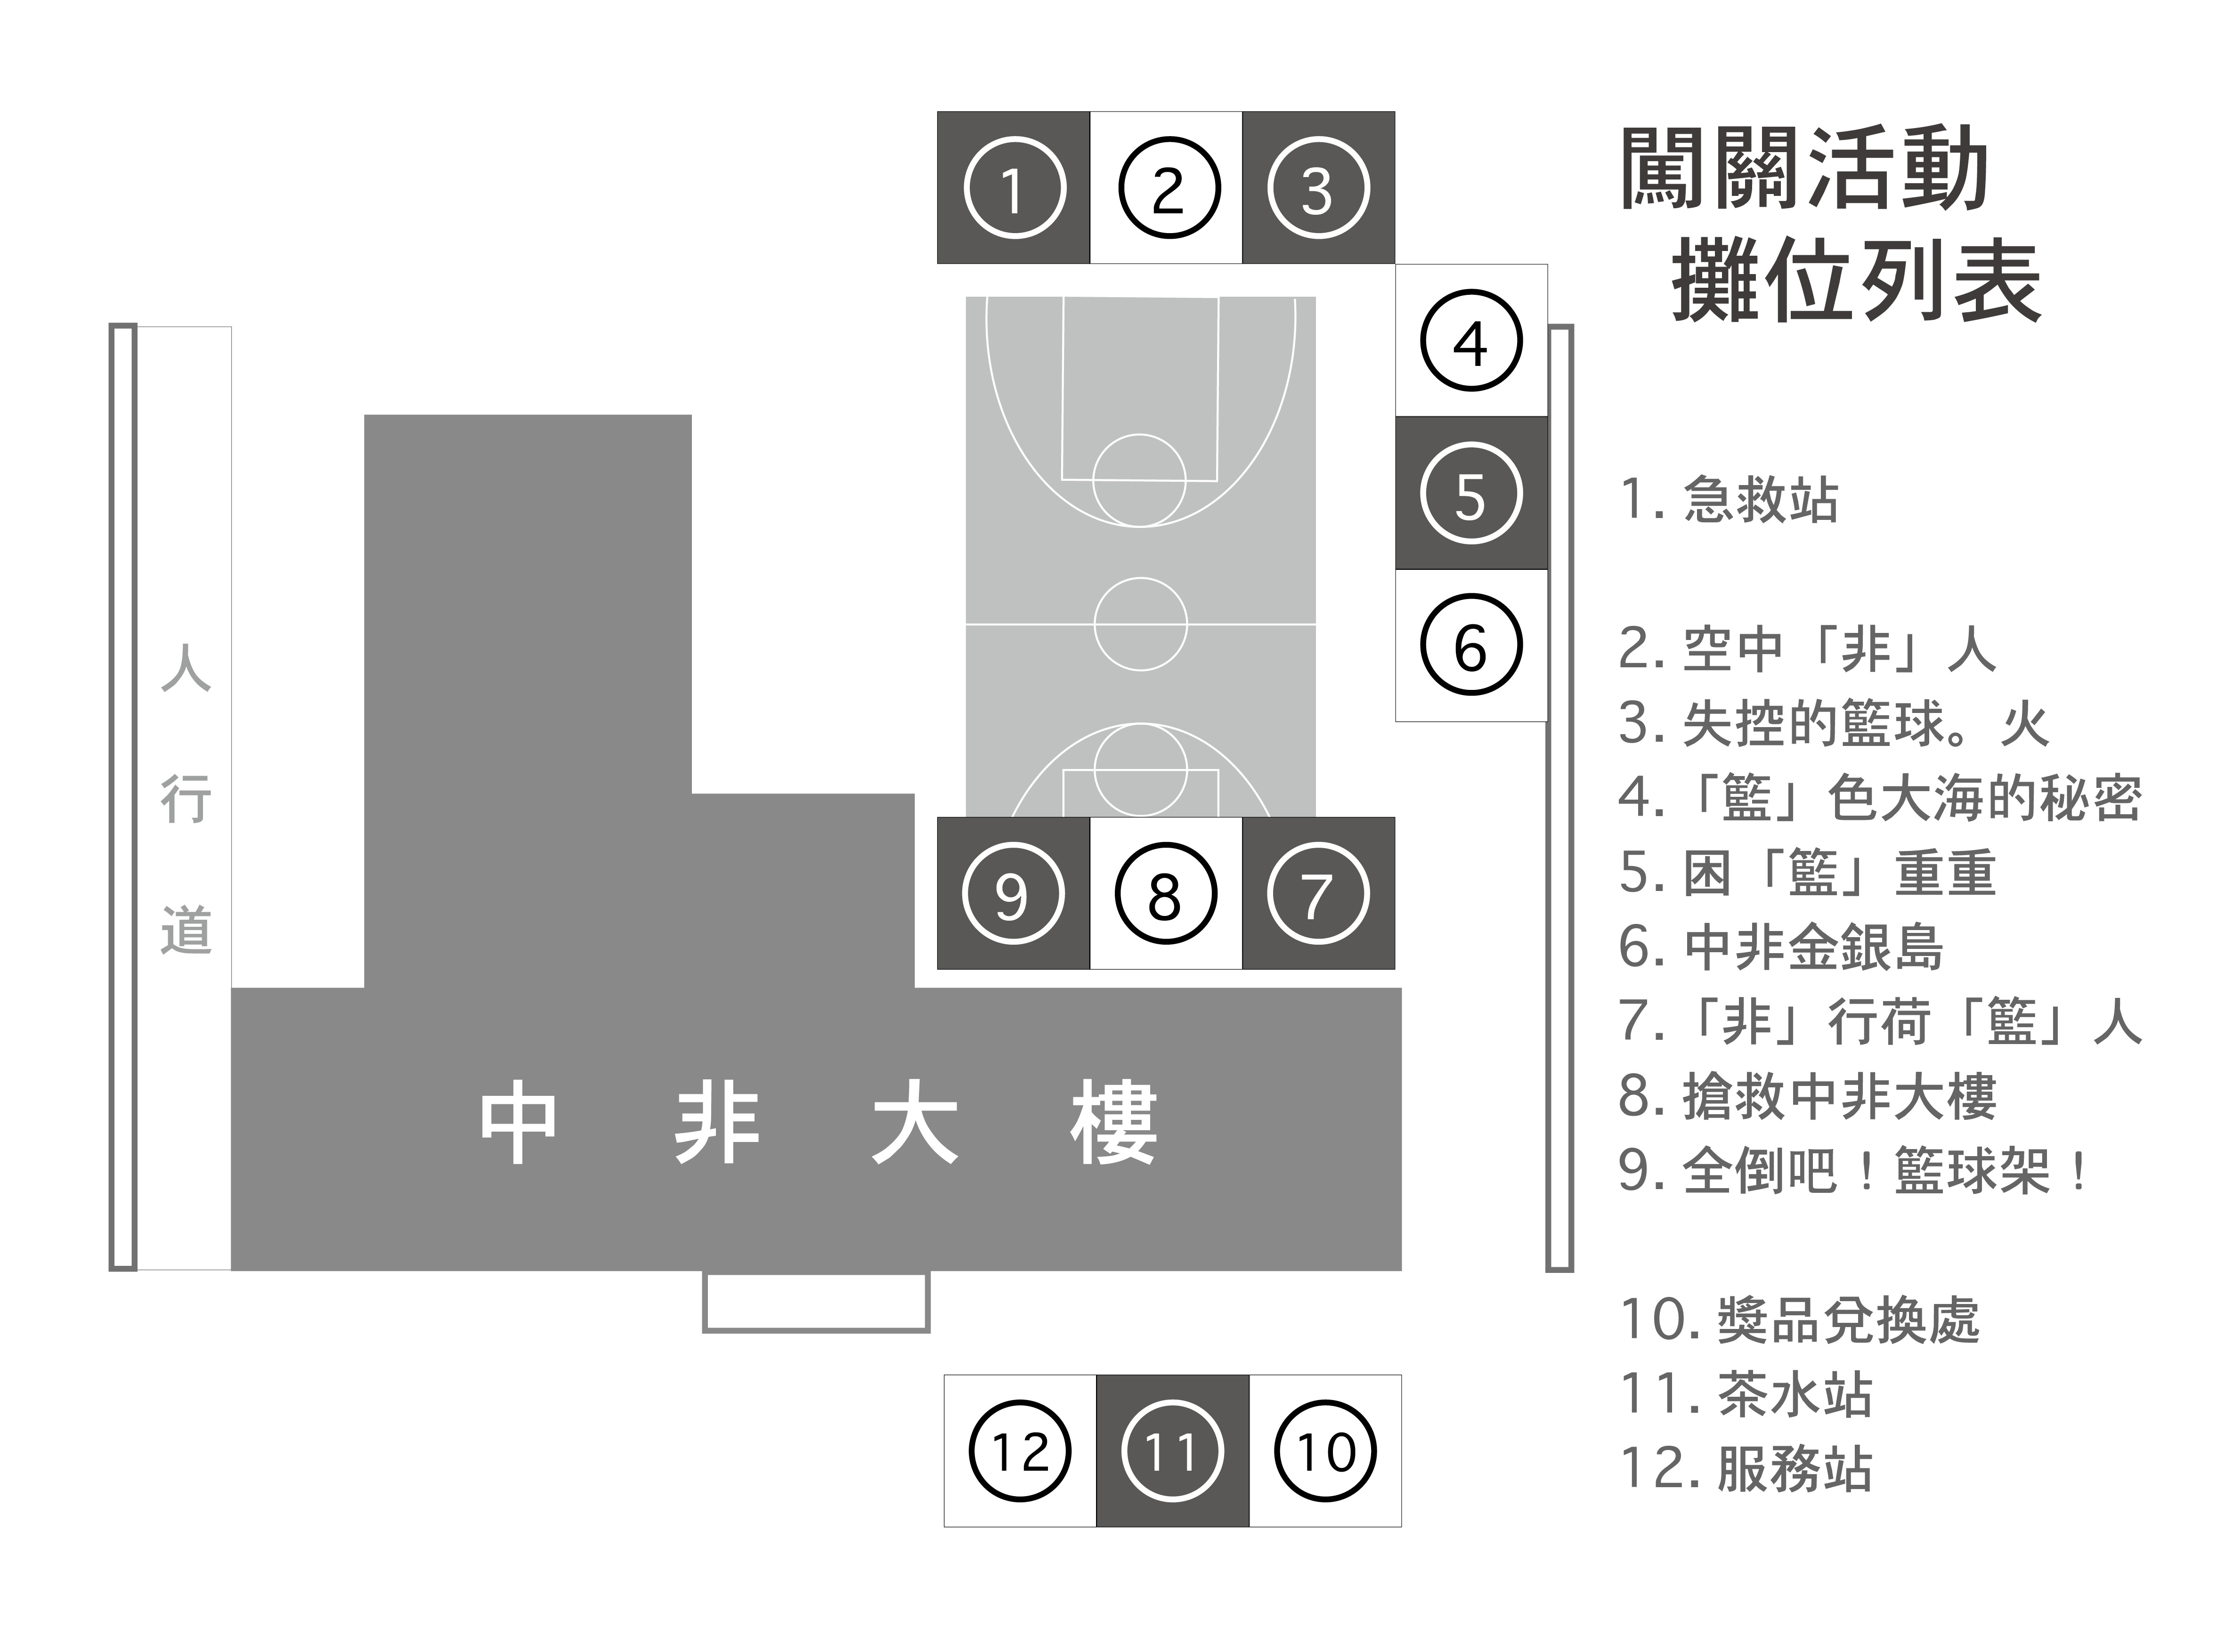 闖關活動
攤位列表
1
2
3
4
5
6
9
8
7
人行道
中非大樓
12
11
10
1. 急救站
2. 空中「非」人
3. 失控的籃球。火
4.「籃」色大海的秘密
5. 困「籃」重重
6. 中非金銀島
7.「非」行荷「籃」人
8. 搶救中非大樓
9. 全倒吧！籃球架！
10. 獎品兌換處
11. 茶水站
12. 服務站